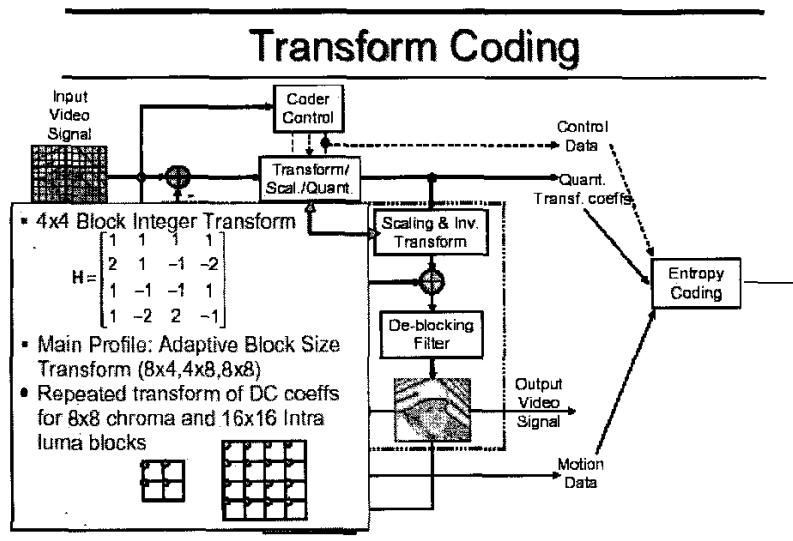 Transform Coding
Input
Video
Signal
Coder
Control
Control
Data
Transform/
Scal./Quant.
Quant.
Transf. coeffs
Scaling & Inv.
Transform
Entropy
Coding
De-blocking
Filter
Output
Video
Signal
Motion
Data
▪ 4x4 Block Integer Transform
H =
1 1 1 1
2 1 −1 −2
1 −1 −1 1
1 −2 2 −1
▪ Main Profile: Adaptive Block Size
Transform (8x4,4x8,8x8)
• Repeated transform of DC coeffs
for 8x8 chroma and 16x16 Intra
luma blocks